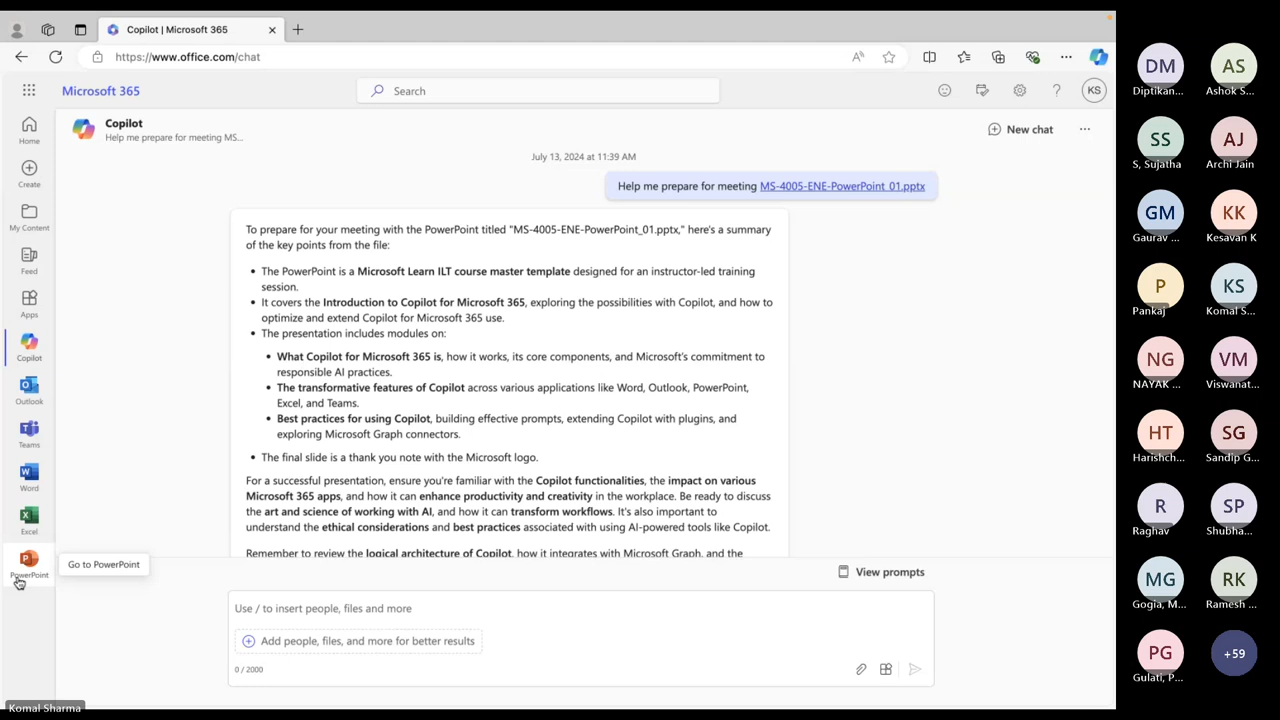 Copilot | Microsoft 365
https://www.office.com/chat
Microsoft 365
Search
KS
Home
Create
My Content
Feed
Apps
Copilot
Outlook
Teams
Word
Excel
PowerPoint
Go to PowerPoint
Copilot
Help me prepare for meeting MS...
New chat
July 13, 2024 at 11:39 AM
Help me prepare for meeting MS-4005-ENE-PowerPoint_01.pptx
To prepare for your meeting with the PowerPoint titled "MS-4005-ENE-PowerPoint_01.pptx," here's a summary
of the key points from the file:
• The PowerPoint is a Microsoft Learn ILT course master template designed for an instructor-led training
session.
• It covers the Introduction to Copilot for Microsoft 365, exploring the possibilities with Copilot, and how to
optimize and extend Copilot for Microsoft 365 use.
• The presentation includes modules on:
• What Copilot for Microsoft 365 is, how it works, its core components, and Microsoft's commitment to
responsible AI practices.
• The transformative features of Copilot across various applications like Word, Outlook, PowerPoint,
Excel, and Teams.
• Best practices for using Copilot, building effective prompts, extending Copilot with plugins, and
exploring Microsoft Graph connectors.
• The final slide is a thank you note with the Microsoft logo.
For a successful presentation, ensure you're familiar with the Copilot functionalities, the impact on various
Microsoft 365 apps, and how it can enhance productivity and creativity in the workplace. Be ready to discuss
the art and science of working with AI, and how it can transform workflows. It's also important to
understand the ethical considerations and best practices associated with using AI-powered tools like Copilot.
Remember to review the logical architecture of Copilot, how it integrates with Microsoft Graph, and the
View prompts
Use / to insert people, files and more
Add people, files, and more for better results
0 / 2000
Komal Sharma
DM
Diptikan...
AS
Ashok S...
SS
S, Sujatha
AJ
Archi Jain
GM
Gaurav ...
KK
Kesavan K
P
Pankaj
KS
Komal S...
NG
NAYAK ...
VM
Viswanat...
HT
Harishch...
SG
Sandip G...
R
Raghav
SP
Shubha...
MG
Gogia, M...
RK
Ramesh ...
PG
Gulati, P...
+59